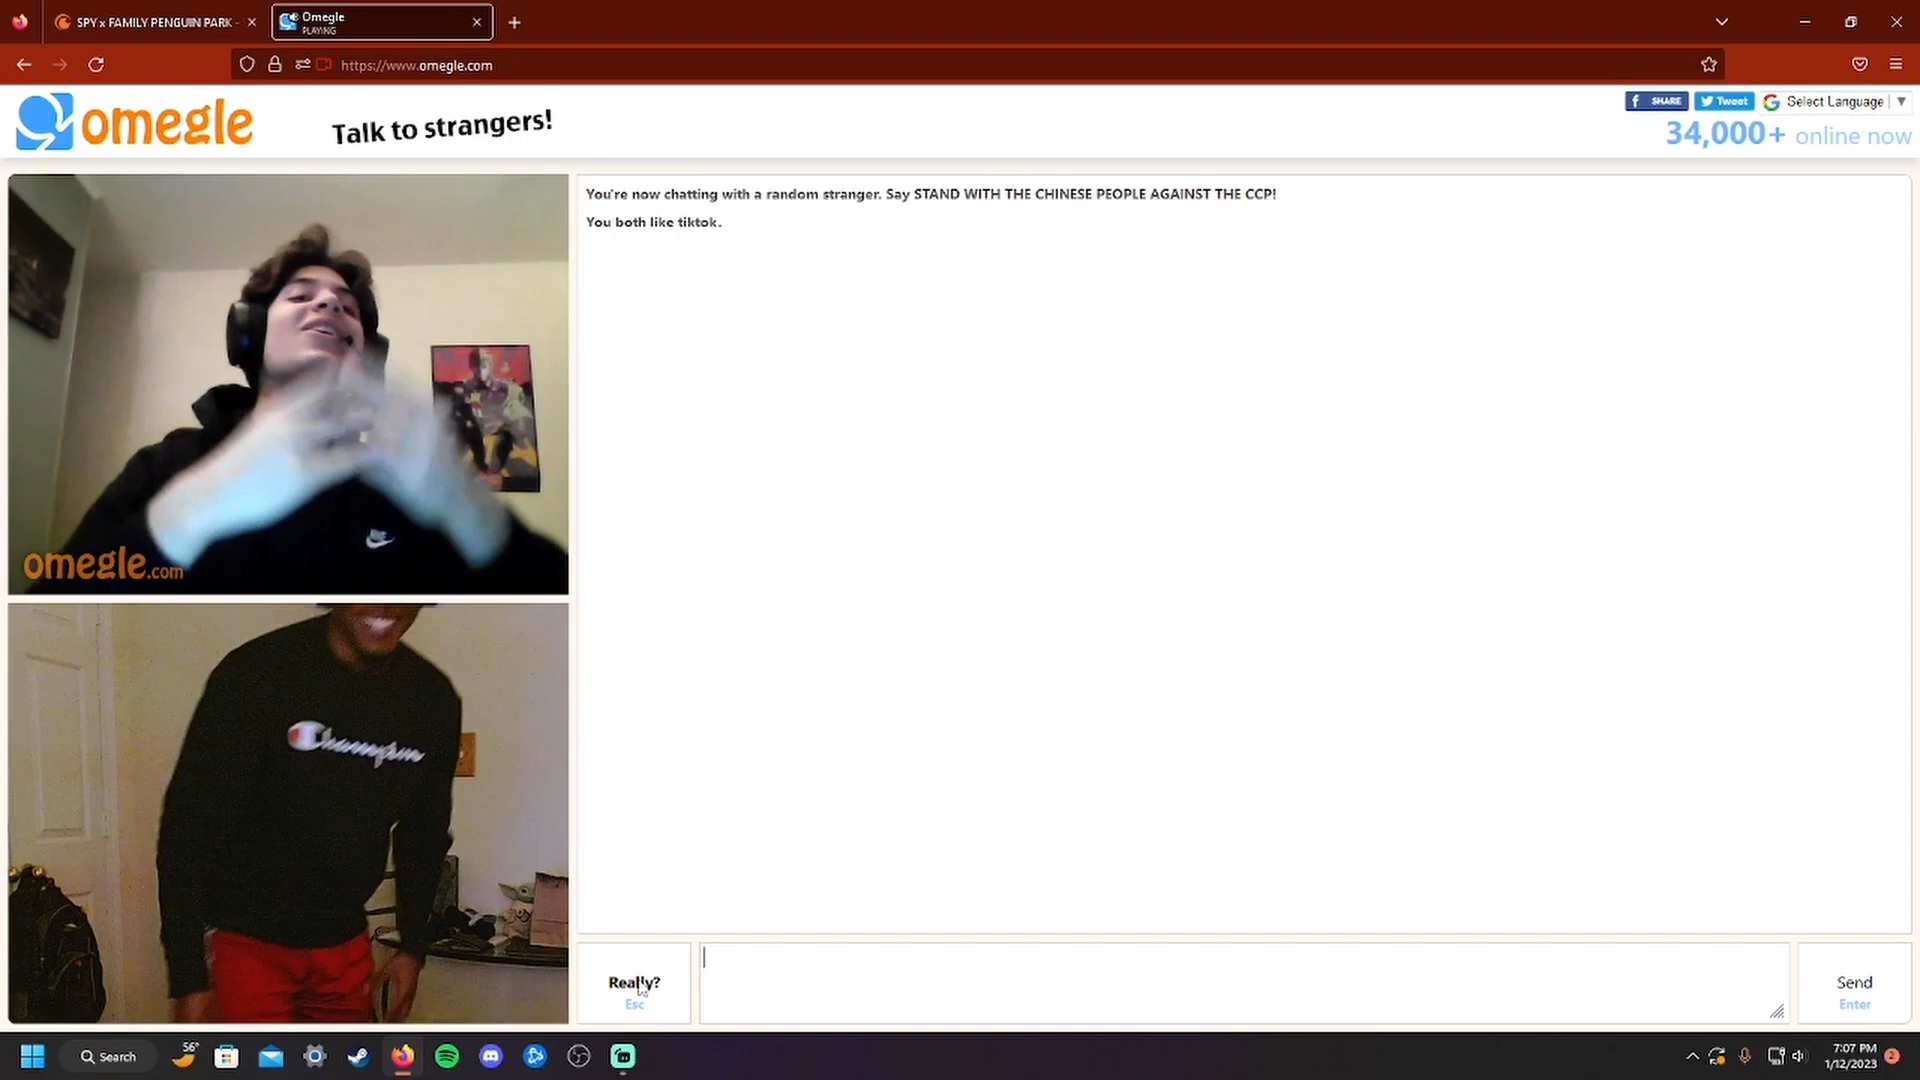 SPY x FAMILY PENGUIN PARK -
Omegle
PLAYING
https://www.omegle.com
omegle
Talk to strangers!
SHARE
Tweet
Select Language
34,000+ online now
You're now chatting with a random stranger. Say STAND WITH THE CHINESE PEOPLE AGAINST THE CCP!
You both like tiktok.
omegle.com
Champion
Really?
Esc
Send
Enter
56°
Search
7:07 PM
1/12/2023
2